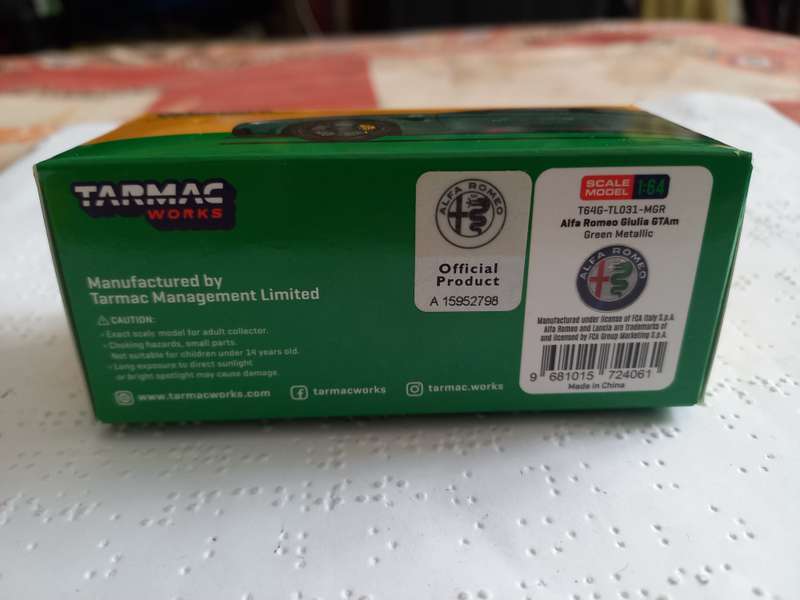 TARMAC
WORKS
Manufactured by
Tarmac Management Limited
CAUTION:
- Exact scale model for adult collector.
- Choking hazards, small parts.
Not suitable for children under 14 years old.
- Long exposure to direct sunlight
or bright spotlight may cause damage.
www.tarmacworks.com
tarmacworks
tarmac.works
ALFA ROMEO
Official
Product
A 15952798
SCALE
MODEL 1:64
T64G-TL031-MGR
Alfa Romeo Giulia GTAm
Green Metallic
ALFA ROMEO
Manufactured under license of FCA Italy S.p.A.
Alfa Romeo and Lancia are trademarks of
and licensed by FCA Group Marketing S.p.A.
9 681015 724061
Made in China